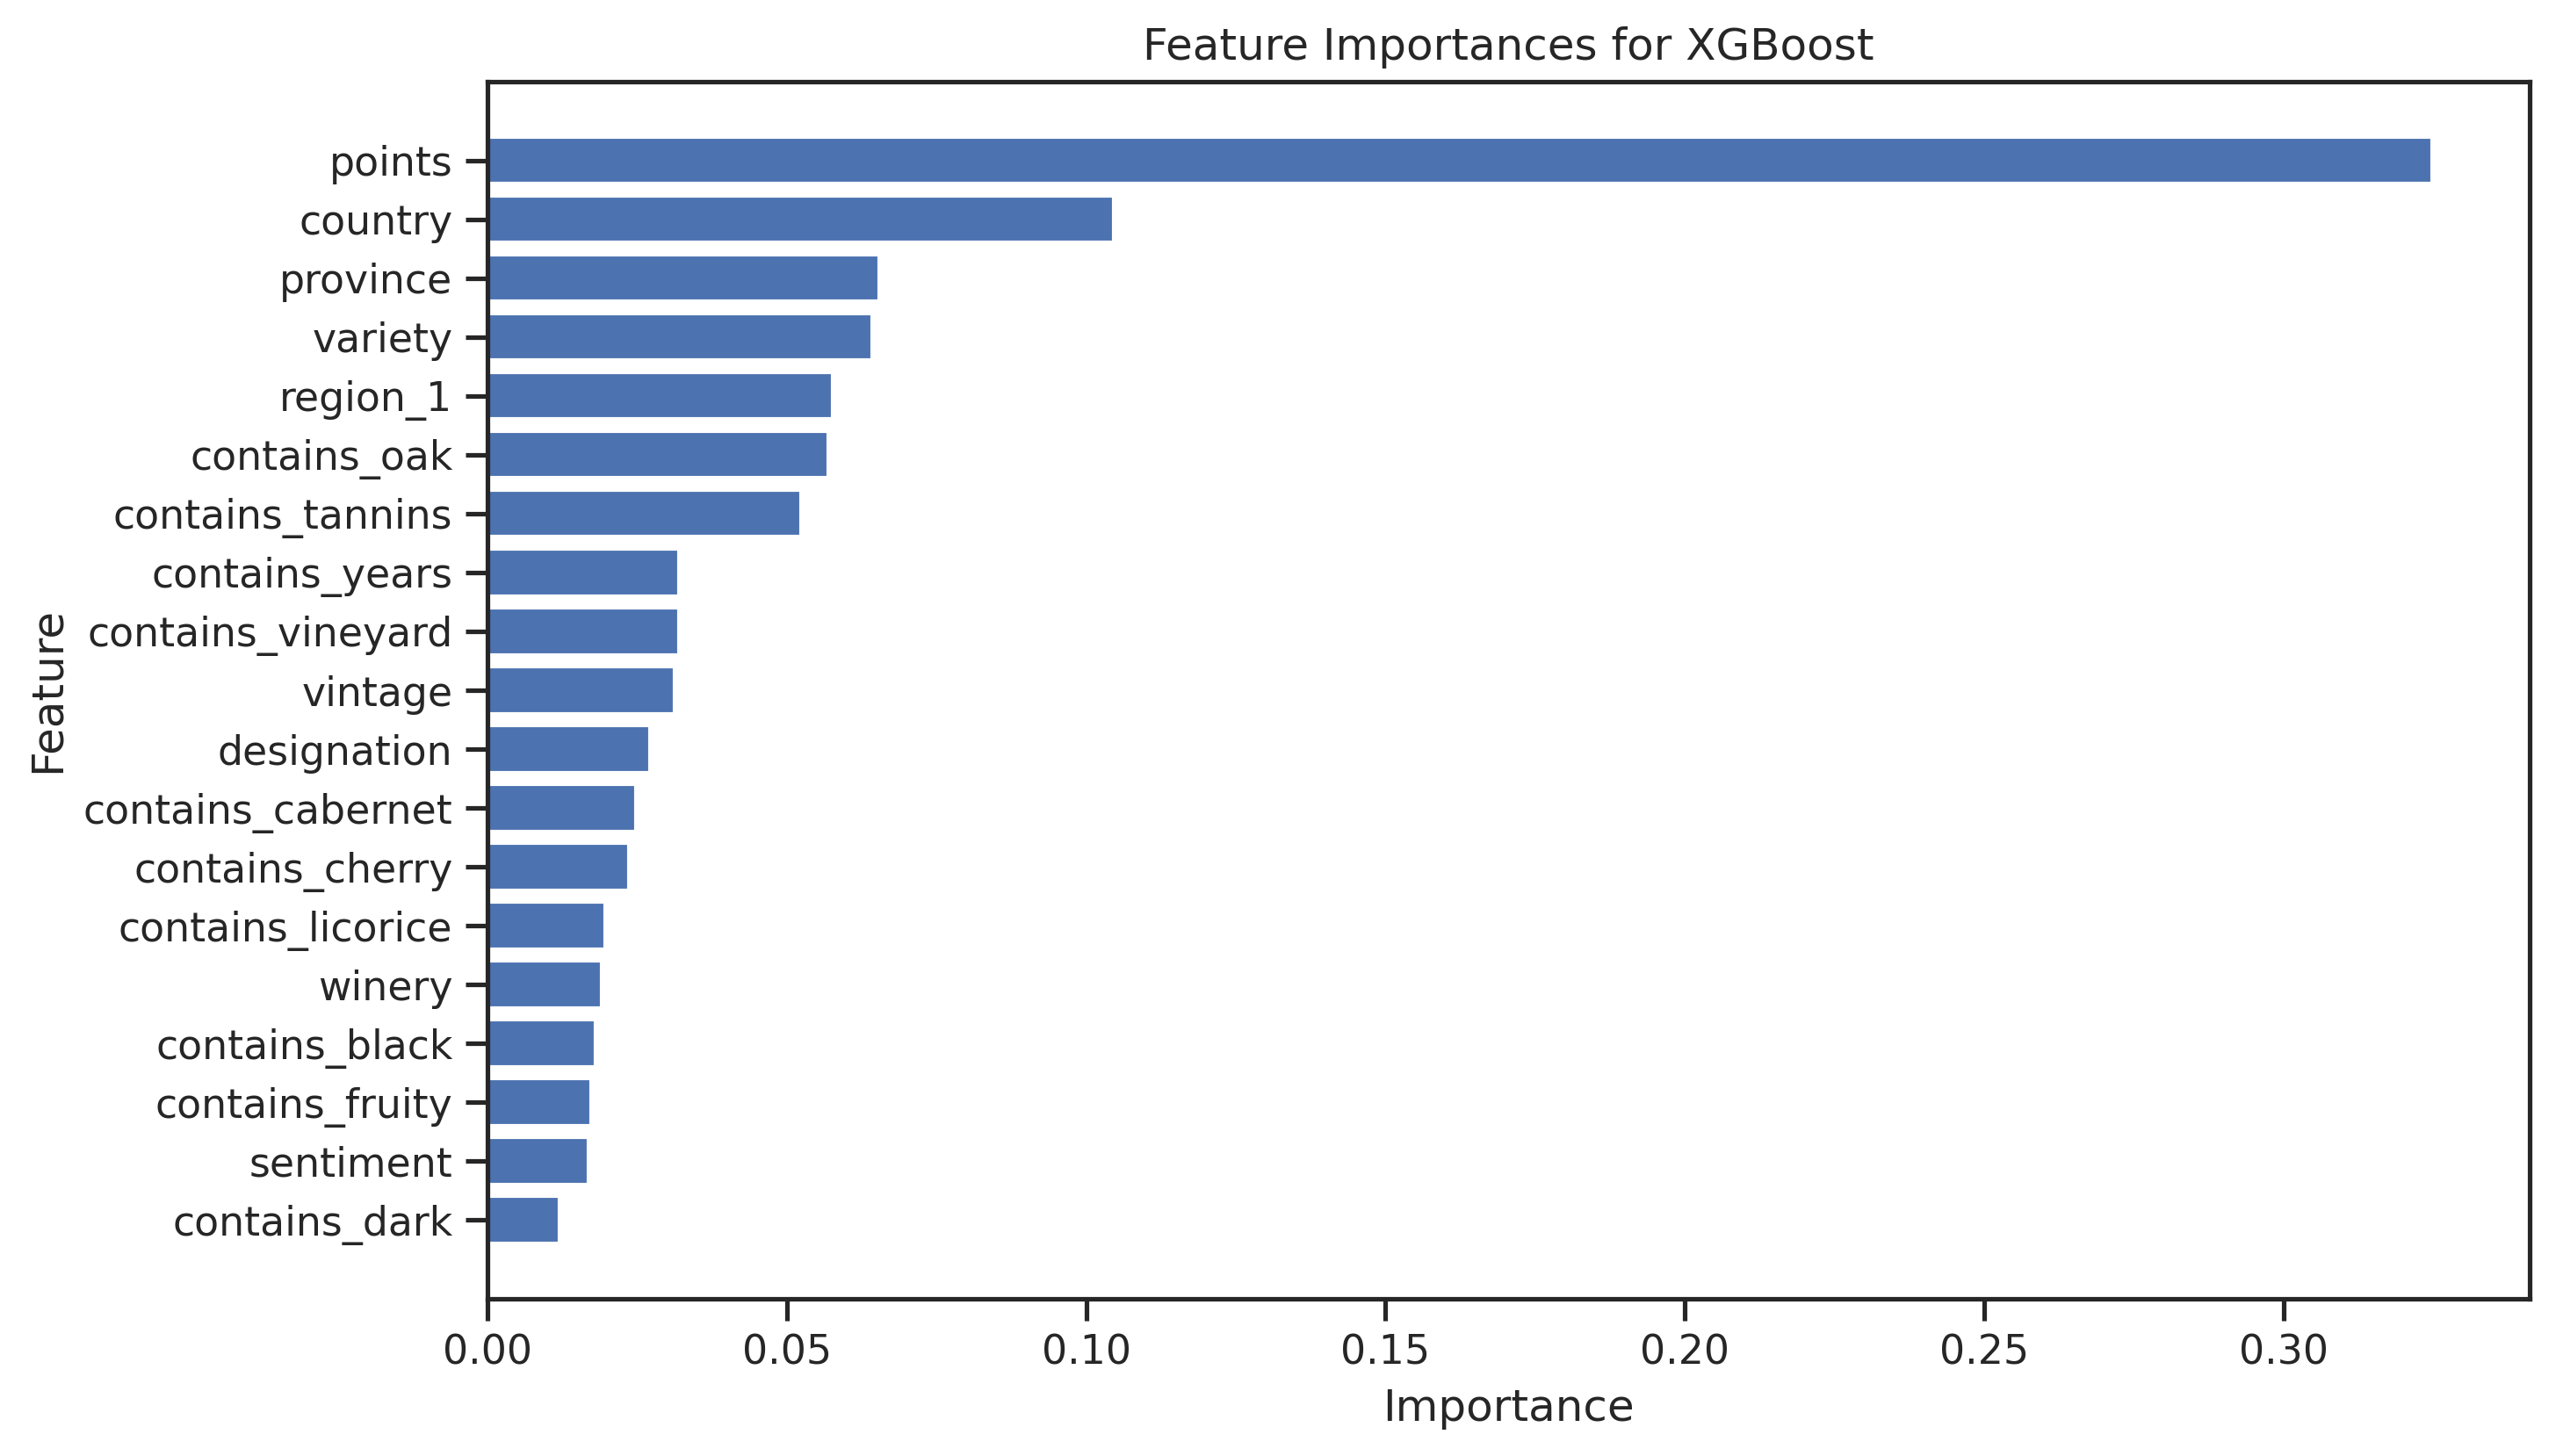 Feature Importances for XGBoost
Feature
points
country
province
variety
region_1
contains_oak
contains_tannins
contains_years
contains_vineyard
vintage
designation
contains_cabernet
contains_cherry
contains_licorice
winery
contains_black
contains_fruity
sentiment
contains_dark
0.00 0.05 0.10 0.15 0.20 0.25 0.30
Importance